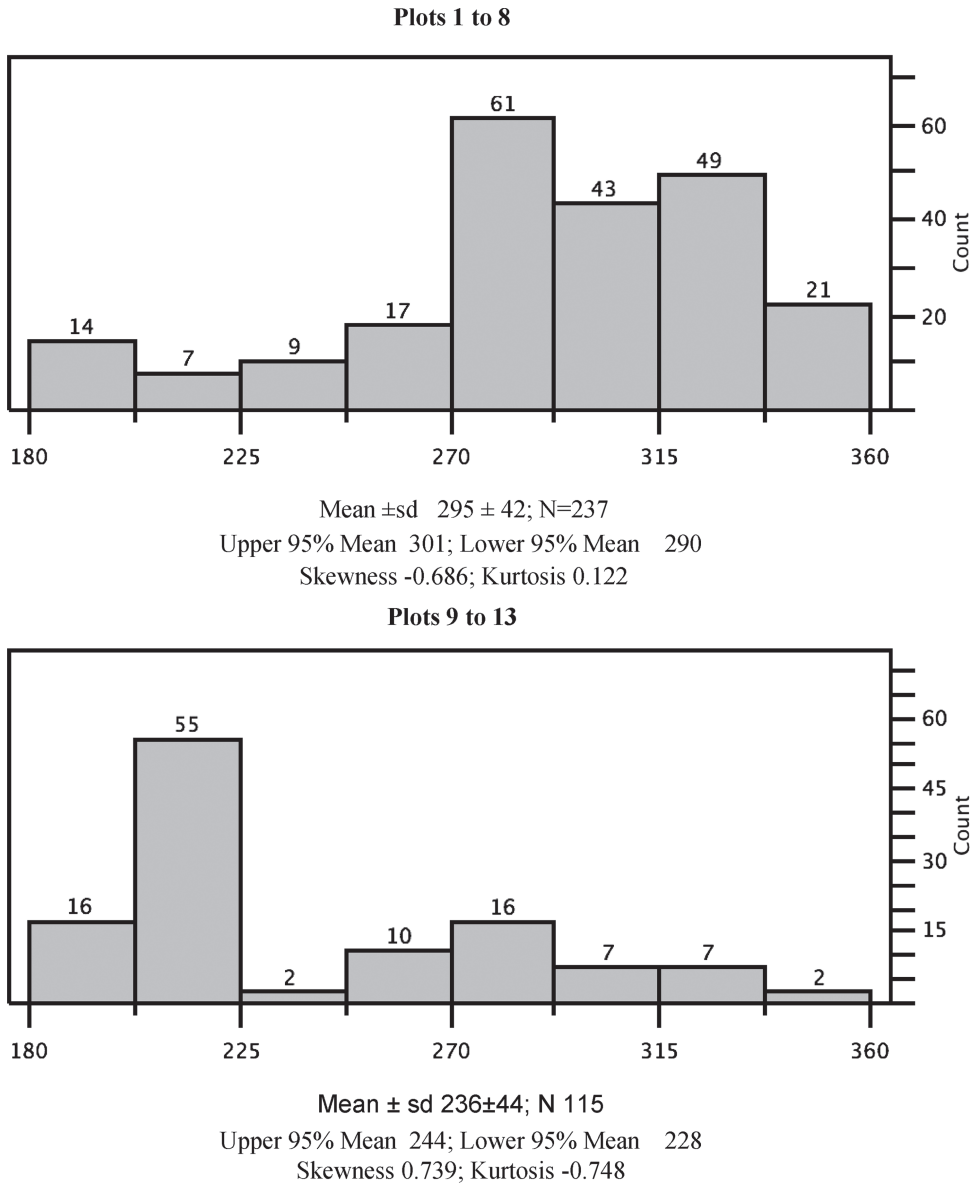 Plots 1 to 8
61
60
49
43
40
Count
21
20
17
14
9
7
180 225 270 315 360
Mean ±sd 295 ± 42; N=237
Upper 95% Mean 301; Lower 95% Mean 290
Skewness -0.686; Kurtosis 0.122
Plots 9 to 13
60
55
45
Count
30
16
16
15
10
7 7
2
2
180 225 270 315 360
Mean ± sd 236±44; N 115
Upper 95% Mean 244; Lower 95% Mean 228
Skewness 0.739; Kurtosis -0.748